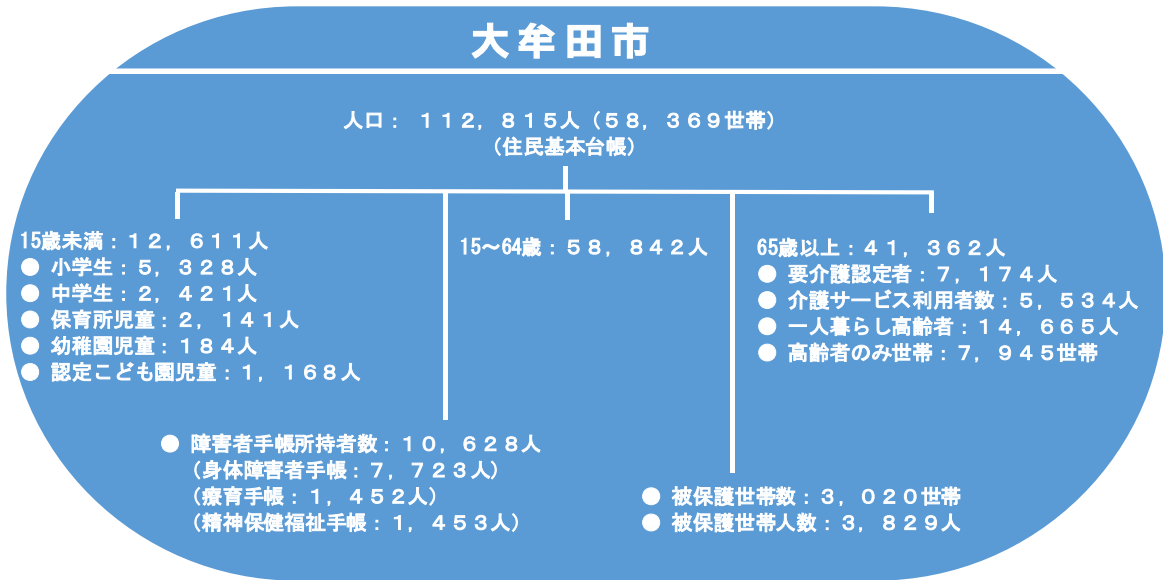 大牟田市
人口： １１２，８１５人（５８，３６９世帯）
（住民基本台帳）
15歳未満：１２，６１１人
● 小学生：５，３２８人
● 中学生：２，４２１人
● 保育所児童：２，１４１人
● 幼稚園児童：１８４人
● 認定こども園児童：１，１６８人
15～64歳：５８，８４２人
65歳以上：４１，３６２人
● 要介護認定者：７，１７４人
● 介護サービス利用者数：５，５３４人
● 一人暮らし高齢者：１４，６６５人
● 高齢者のみ世帯：７，９４５世帯
● 障害者手帳所持者数：１０，６２８人
（身体障害者手帳：７，７２３人）
（療育手帳：１，４５２人）
（精神保健福祉手帳：１，４５３人）
● 被保護世帯数：３，０２０世帯
● 被保護世帯人数：３，８２９人